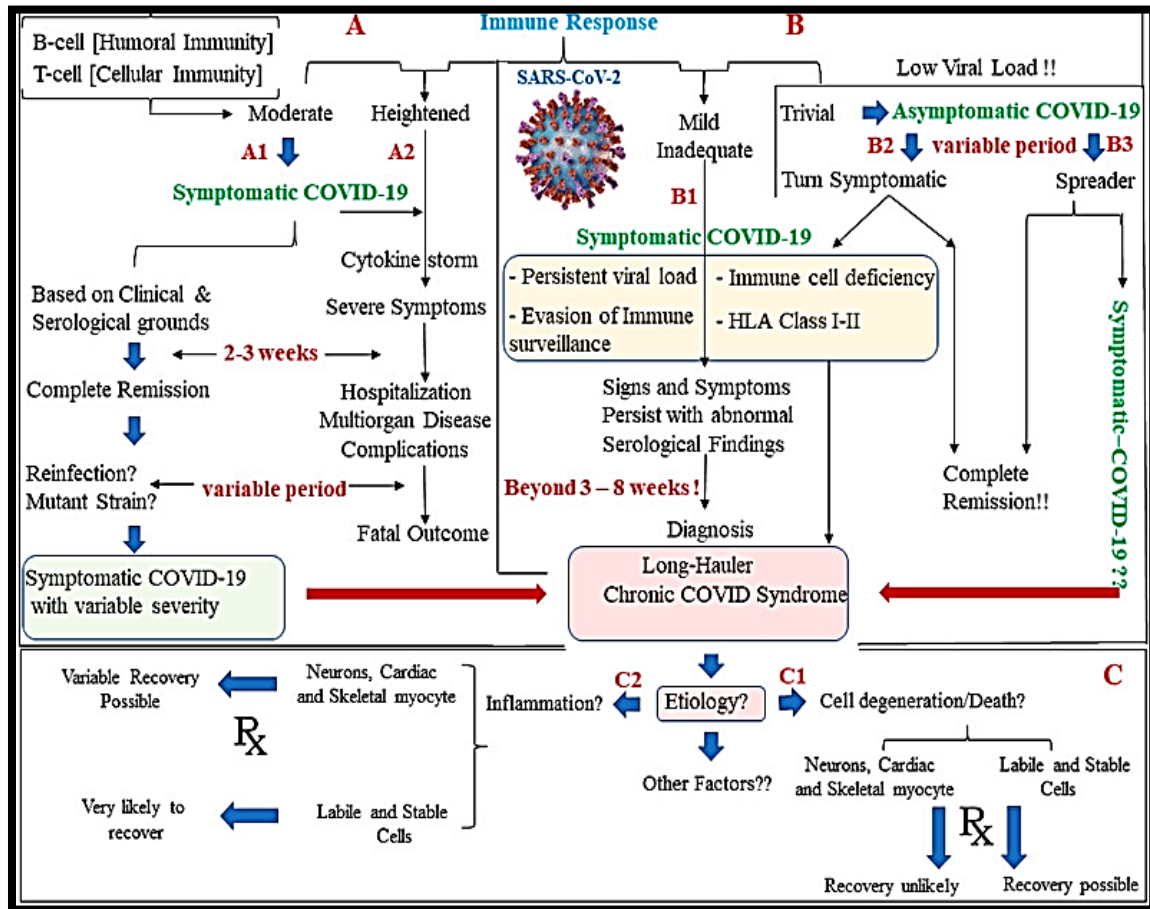 A
Immune Response
B
B-cell [Humoral Immunity]
T-cell [Cellular Immunity]
SARS-CoV-2
Low Viral Load !!
Moderate
Heightened
Mild
Inadequate
Trivial
Asymptomatic COVID-19
A1
A2
B1
B2
variable period
B3
Symptomatic COVID-19
Turn Symptomatic
Spreader
Symptomatic COVID-19
Cytokine storm
- Persistent viral load
- Evasion of Immune
surveillance
- Immune cell deficiency
- HLA Class I-II
Based on Clinical &
Serological grounds
Severe Symptoms
2-3 weeks
Complete Remission
Hospitalization
Multiorgan Disease
Complications
Signs and Symptoms
Persist with abnormal
Serological Findings
Symptomatic–COVID-19 ??
Reinfection?
Mutant Strain?
variable period
Beyond 3 – 8 weeks !
Complete
Remission!!
Fatal Outcome
Diagnosis
Symptomatic COVID-19
with variable severity
Long-Hauler
Chronic COVID Syndrome
C
Variable Recovery
Possible
Neurons, Cardiac
and Skeletal myocyte
Inflammation?
C2
Etiology?
C1
Cell degeneration/Death?
Rx
Other Factors??
Neurons, Cardiac
and Skeletal myocyte
Labile and Stable
Cells
Very likely to
recover
Labile and Stable
Cells
Rx
Recovery unlikely
Recovery possible